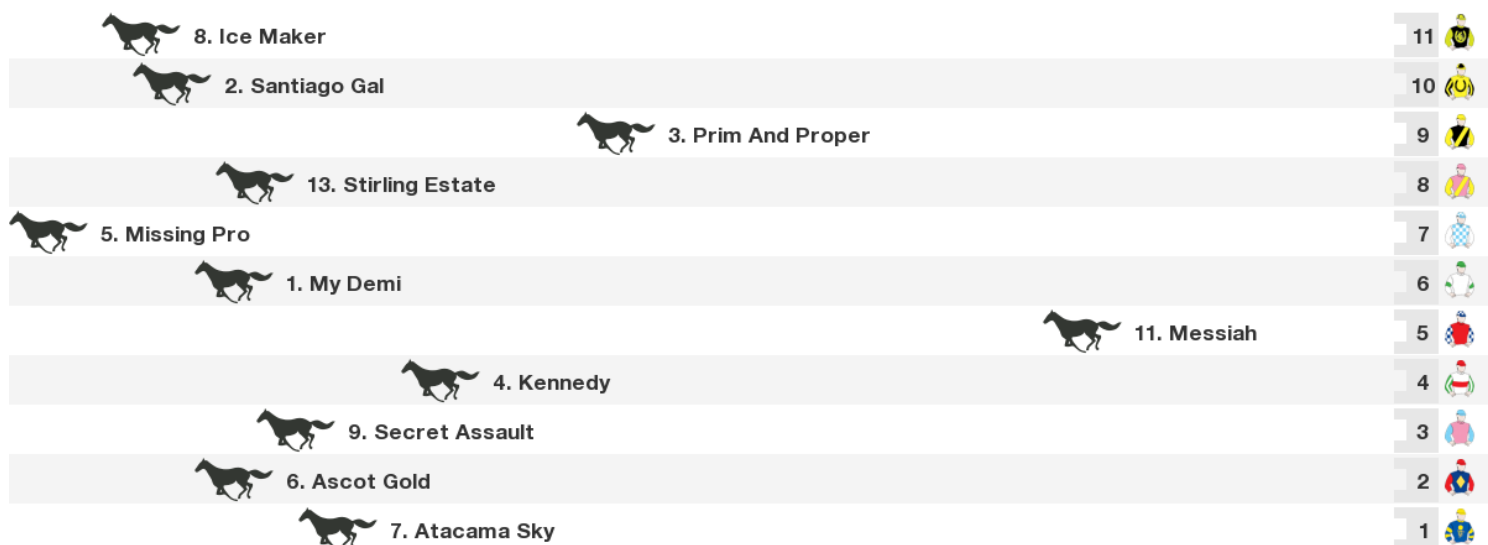 8. Ice Maker 11
2. Santiago Gal 10
3. Prim And Proper 9
13. Stirling Estate 8
5. Missing Pro 7
1. My Demi 6
11. Messiah 5
4. Kennedy 4
9. Secret Assault 3
6. Ascot Gold 2
7. Atacama Sky 1